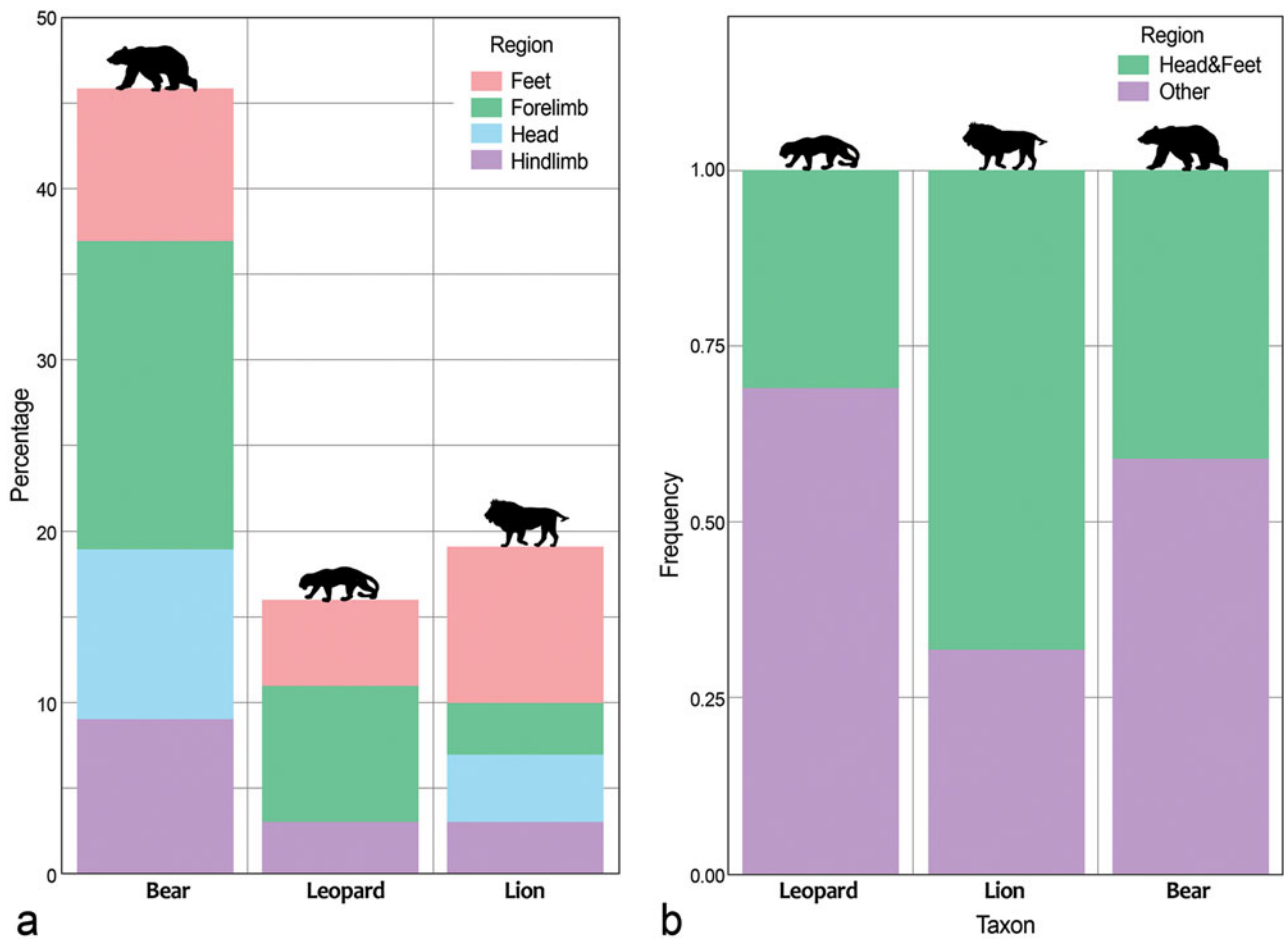 50
40
30
20
10
0
Percentage
Region
Feet
Forelimb
Head
Hindlimb
Bear Leopard Lion
a
1.00
0.75
0.50
0.25
0.00
Frequency
Region
Head&Feet
Other
Leopard Lion Bear
Taxon
b